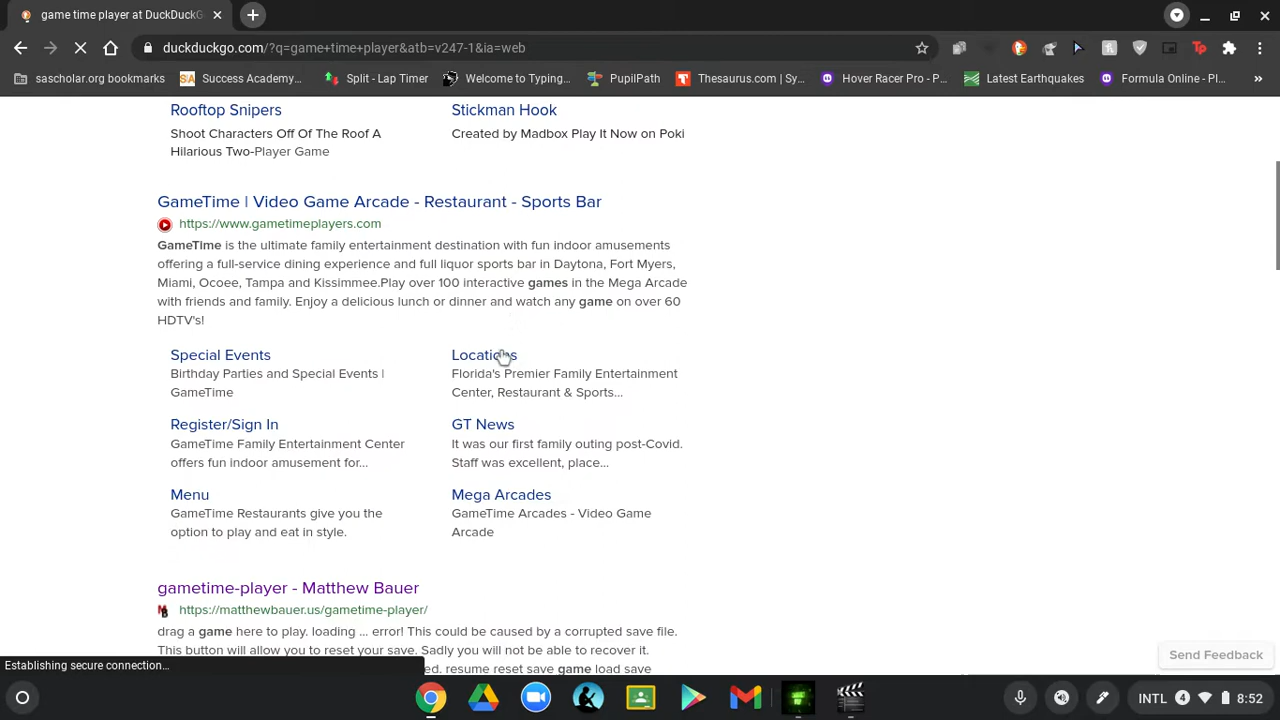 game time player at DuckDuckG
duckduckgo.com/?q=game+time+player&atb=v247-1&ia=web
sascholar.org bookmarks
SA Success Academy...
Split - Lap Timer
Welcome to Typing...
PupilPath
T Thesaurus.com | Sy...
Hover Racer Pro - P...
Latest Earthquakes
Formula Online - Pl...
»
Rooftop Snipers
Shoot Characters Off Of The Roof A
Hilarious Two-Player Game
Stickman Hook
Created by Madbox Play It Now on Poki
GameTime | Video Game Arcade - Restaurant - Sports Bar
https://www.gametimeplayers.com
GameTime is the ultimate family entertainment destination with fun indoor amusements
offering a full-service dining experience and full liquor sports bar in Daytona, Fort Myers,
Miami, Ocoee, Tampa and Kissimmee.Play over 100 interactive games in the Mega Arcade
with friends and family. Enjoy a delicious lunch or dinner and watch any game on over 60
HDTV's!
Special Events
Birthday Parties and Special Events |
GameTime
Locations
Florida's Premier Family Entertainment
Center, Restaurant & Sports...
Register/Sign In
GameTime Family Entertainment Center
offers fun indoor amusement for...
GT News
It was our first family outing post-Covid.
Staff was excellent, place...
Menu
GameTime Restaurants give you the
option to play and eat in style.
Mega Arcades
GameTime Arcades - Video Game
Arcade
gametime-player - Matthew Bauer
MB https://matthewbauer.us/gametime-player/
drag a game here to play. loading ... error! This could be caused by a corrupted save file.
This button will allow you to reset your save. Sadly you will not be able to recover it.
ed. resume reset save game load save
Send Feedback
Establishing secure connection...
INTL 4 8:52